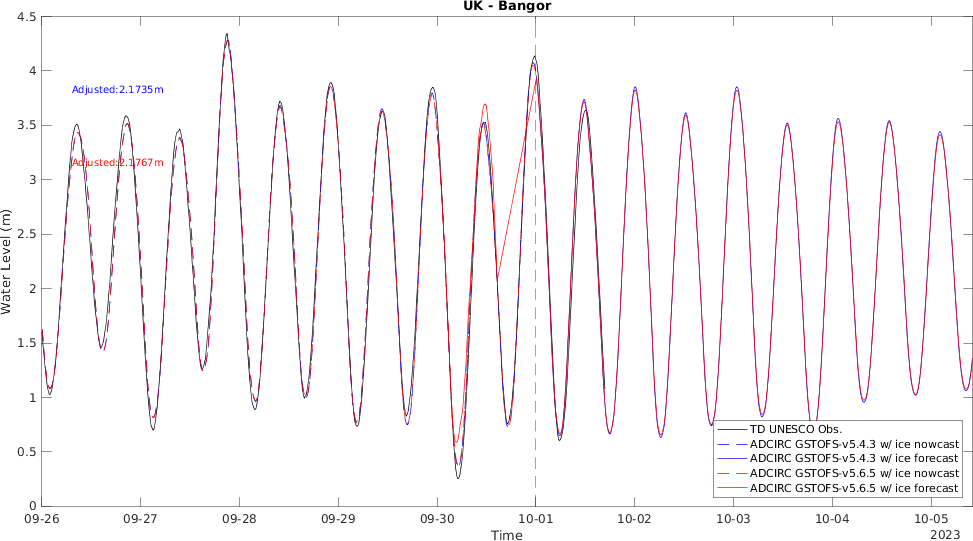 UK - Bangor
4.5
4
3.5
3
2.5
2
1.5
1
0.5
0
Water Level (m)
Adjusted:2.1735m
Adjusted:2.1767m
TD UNESCO Obs.
ADCIRC GSTOFS-v5.4.3 w/ ice nowcast
ADCIRC GSTOFS-v5.4.3 w/ ice forecast
ADCIRC GSTOFS-v5.6.5 w/ ice nowcast
ADCIRC GSTOFS-v5.6.5 w/ ice forecast
09-26 09-27 09-28 09-29 09-30 10-01 10-02 10-03 10-04 10-05
Time
2023